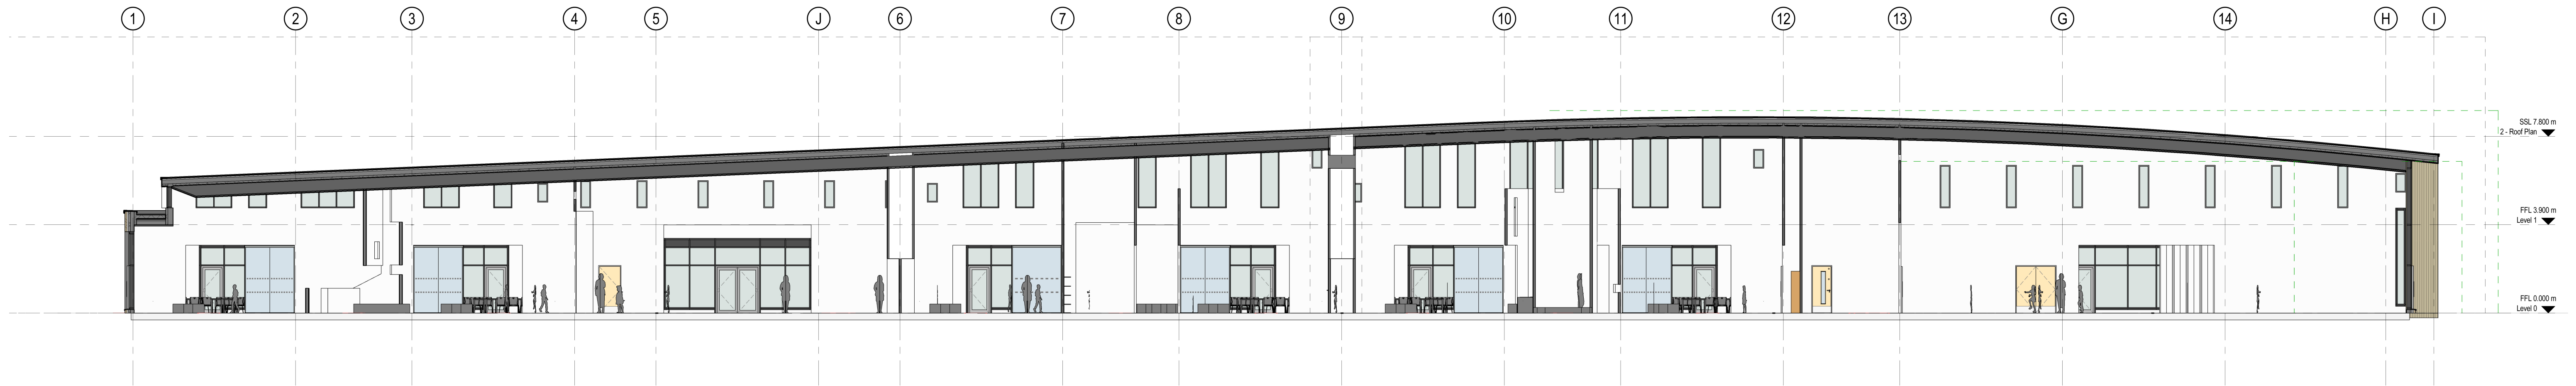 1 2 3 4 5 J 6 7 8 9 10 11 12 13 G 14 H I
SSL 7.800 m
2 - Roof Plan
FFL 3.900 m
Level 1
FFL 0.000 m
Level 0